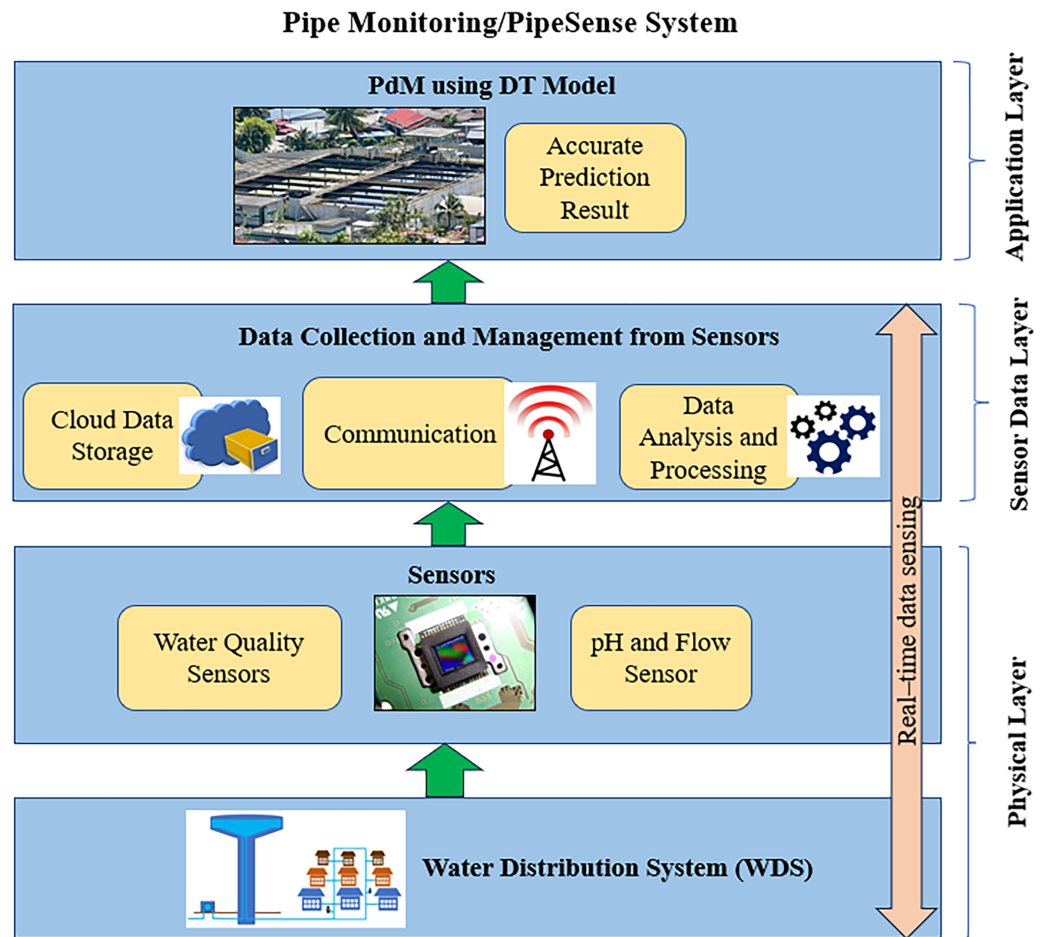 Pipe Monitoring/PipeSense System
PdM using DT Model
Accurate
Prediction
Result
Application Layer
Data Collection and Management from Sensors
Cloud Data
Storage
Communication
Data
Analysis and
Processing
Sensor Data Layer
Real-time data sensing
Sensors
Water Quality
Sensors
pH and Flow
Sensor
Physical Layer
Water Distribution System (WDS)